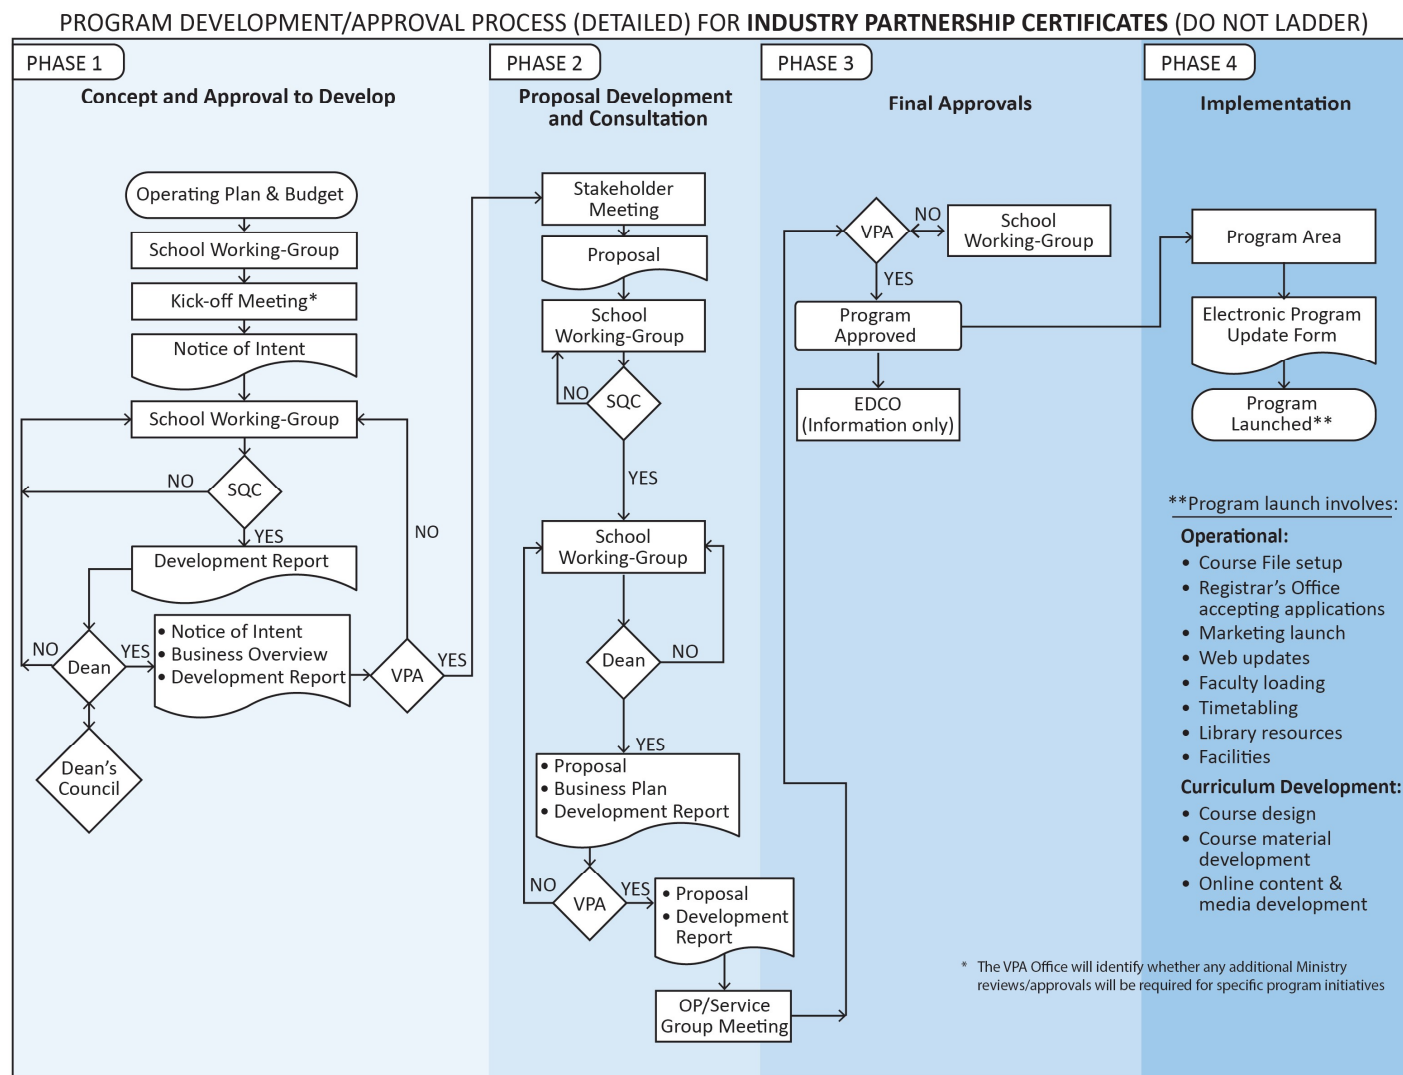 PROGRAM DEVELOPMENT/APPROVAL PROCESS (DETAILED) FOR INDUSTRY PARTNERSHIP CERTIFICATES (DO NOT LADDER)
PHASE 1
Concept and Approval to Develop
Operating Plan & Budget
School Working-Group
Kick-off Meeting*
Notice of Intent
School Working-Group
NO
SQC
YES
NO
Development Report
NO
Dean
YES
• Notice of Intent
• Business Overview
• Development Report
VPA
YES
Dean's
Council
PHASE 2
Proposal Development
and Consultation
Stakeholder
Meeting
Proposal
School
Working-Group
NO
SQC
YES
School
Working-Group
Dean
NO
YES
• Proposal
• Business Plan
• Development Report
NO
VPA
YES
• Proposal
• Development
Report
OP/Service
Group Meeting
PHASE 3
Final Approvals
VPA
NO
School
Working-Group
YES
Program
Approved
EDCO
(Information only)
PHASE 4
Implementation
Program Area
Electronic Program
Update Form
Program
Launched**
**Program launch involves:
Operational:
• Course File setup
• Registrar's Office
accepting applications
• Marketing launch
• Web updates
• Faculty loading
• Timetabling
• Library resources
• Facilities
Curriculum Development:
• Course design
• Course material
development
• Online content &
media development
* The VPA Office will identify whether any additional Ministry
reviews/approvals will be required for specific program initiatives